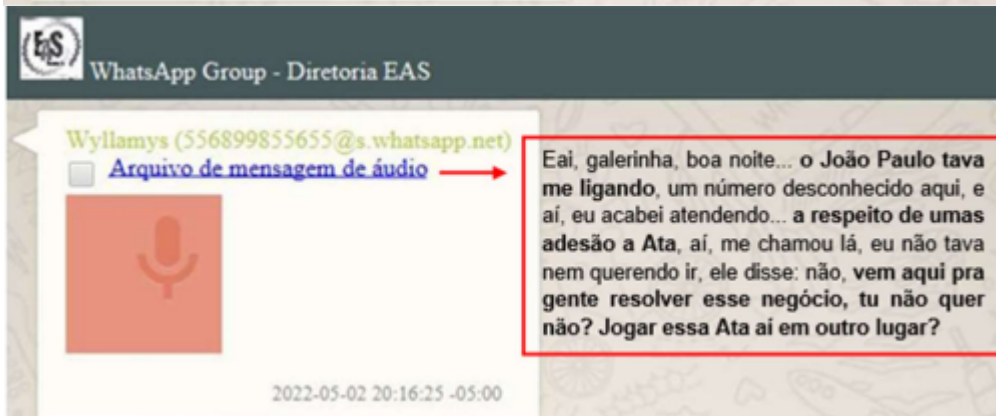 EAS
WhatsApp Group - Diretoria EAS
Wyllamys (556899855655@s.whatsapp.net)
Arquivo de mensagem de áudio
Eai, galerinha, boa noite... o João Paulo tava
me ligando, um número desconhecido aqui, e
aí, eu acabei atendendo... a respeito de umas
adesão a Ata, aí, me chamou lá, eu não tava
nem querendo ir, ele disse: não, vem aqui pra
gente resolver esse negócio, tu não quer
não? Jogar essa Ata aí em outro lugar?
2022-05-02 20:16:25 -05:00